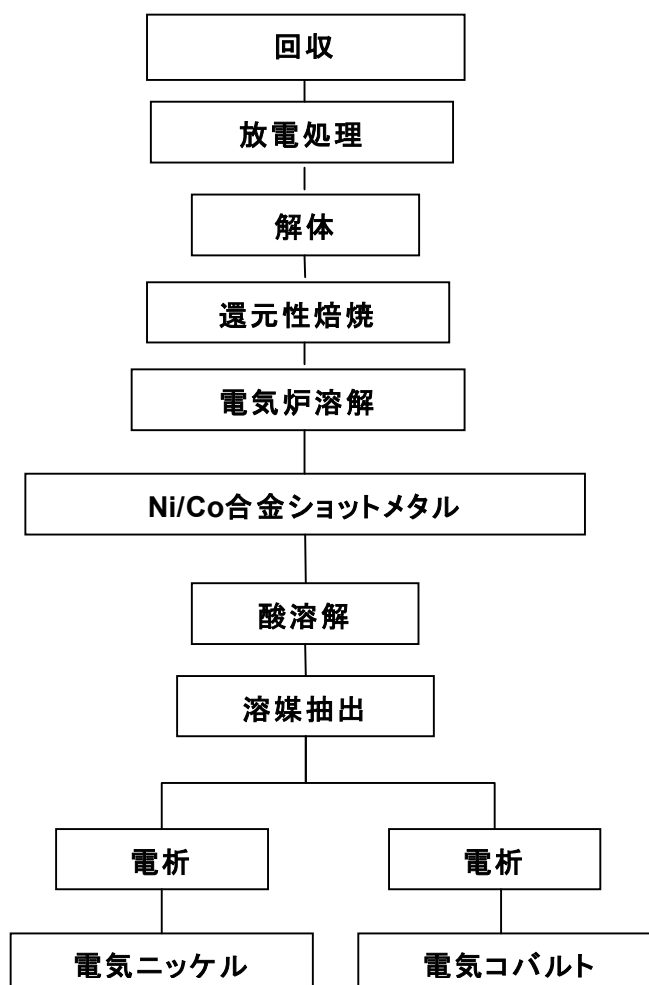 回収
放電処理
解体
還元性焙焼
電気炉溶解
Ni/Co合金ショットメタル
酸溶解
溶媒抽出
電析
電析
電気ニッケル
電気コバルト